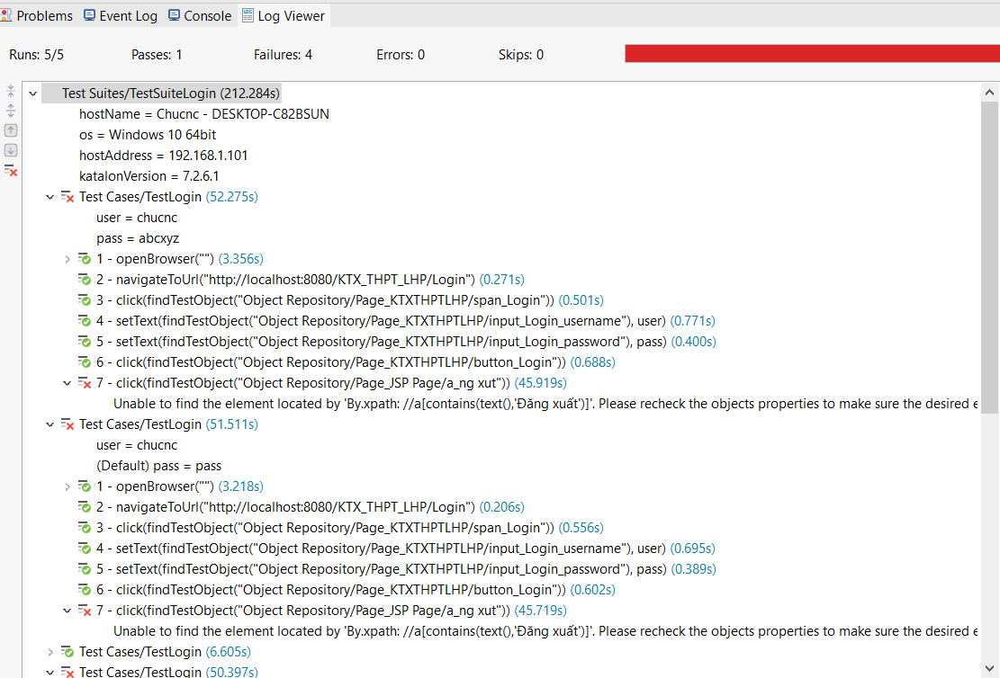 Problems Event Log Console Log Viewer
Runs: 5/5 Passes: 1 Failures: 4 Errors: 0 Skips: 0
Test Suites/TestSuiteLogin (212.284s)
hostName = Chucnc - DESKTOP-C82BSUN
os = Windows 10 64bit
hostAddress = 192.168.1.101
katalonVersion = 7.2.6.1
Test Cases/TestLogin (52.275s)
user = chucnc
pass = abcxyz
1 - openBrowser("") (3.356s)
2 - navigateToUrl("http://localhost:8080/KTX_THPT_LHP/Login") (0.271s)
3 - click(findTestObject("Object Repository/Page_KTXTHPTLHP/span_Login")) (0.501s)
4 - setText(findTestObject("Object Repository/Page_KTXTHPTLHP/input_Login_username"), user) (0.771s)
5 - setText(findTestObject("Object Repository/Page_KTXTHPTLHP/input_Login_password"), pass) (0.400s)
6 - click(findTestObject("Object Repository/Page_KTXTHPTLHP/button_Login")) (0.688s)
7 - click(findTestObject("Object Repository/Page_JSP Page/a_ng xut")) (45.919s)
Unable to find the element located by 'By.xpath: //a[contains(text(),'Đăng xuất')]'. Please recheck the objects properties to make sure the desired e
Test Cases/TestLogin (51.511s)
user = chucnc
(Default) pass = pass
1 - openBrowser("") (3.218s)
2 - navigateToUrl("http://localhost:8080/KTX_THPT_LHP/Login") (0.206s)
3 - click(findTestObject("Object Repository/Page_KTXTHPTLHP/span_Login")) (0.556s)
4 - setText(findTestObject("Object Repository/Page_KTXTHPTLHP/input_Login_username"), user) (0.695s)
5 - setText(findTestObject("Object Repository/Page_KTXTHPTLHP/input_Login_password"), pass) (0.389s)
6 - click(findTestObject("Object Repository/Page_KTXTHPTLHP/button_Login")) (0.602s)
7 - click(findTestObject("Object Repository/Page_JSP Page/a_ng xut")) (45.719s)
Unable to find the element located by 'By.xpath: //a[contains(text(),'Đăng xuất')]'. Please recheck the objects properties to make sure the desired e
Test Cases/TestLogin (6.605s)
Test Cases/TestLogin (50.397s)